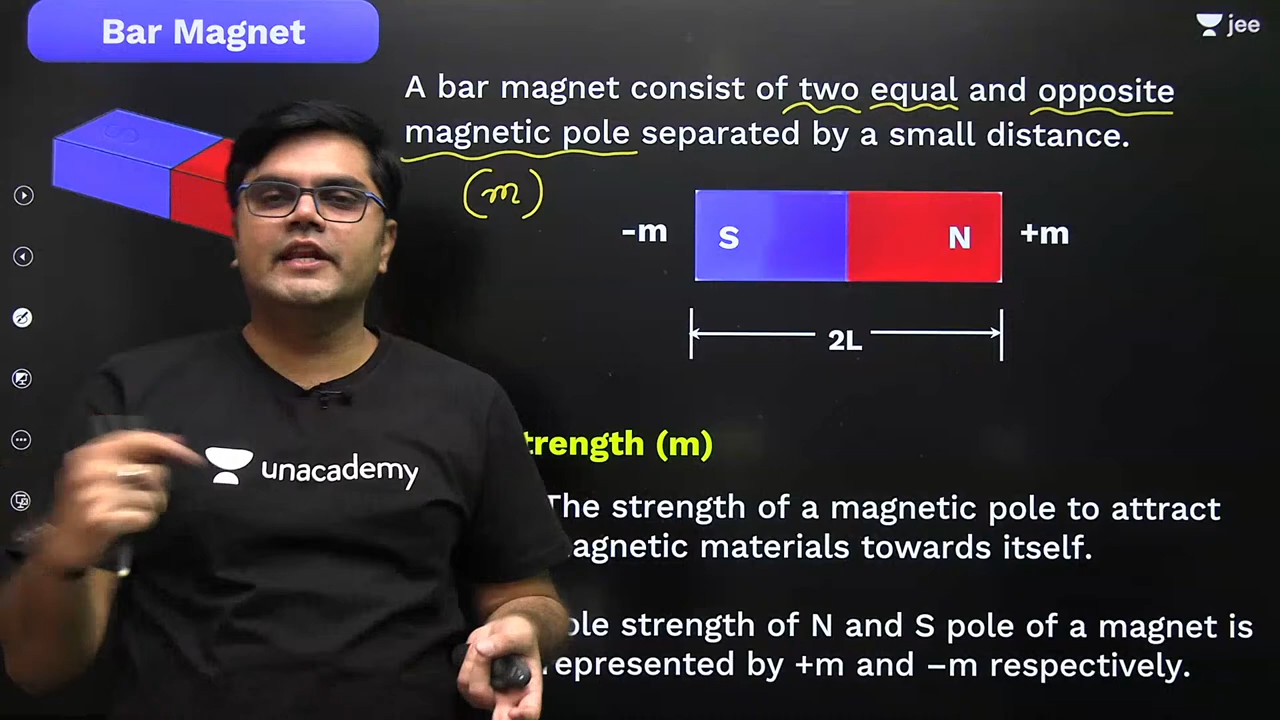 Bar Magnet
jee
A bar magnet consist of two equal and opposite
magnetic pole separated by a small distance.
(m)
S
-m
S
N
+m
2L
trength (m)
The strength of a magnetic pole to attract
agnetic materials towards itself.
ole strength of N and S pole of a magnet is
epresented by +m and –m respectively.
unacademy